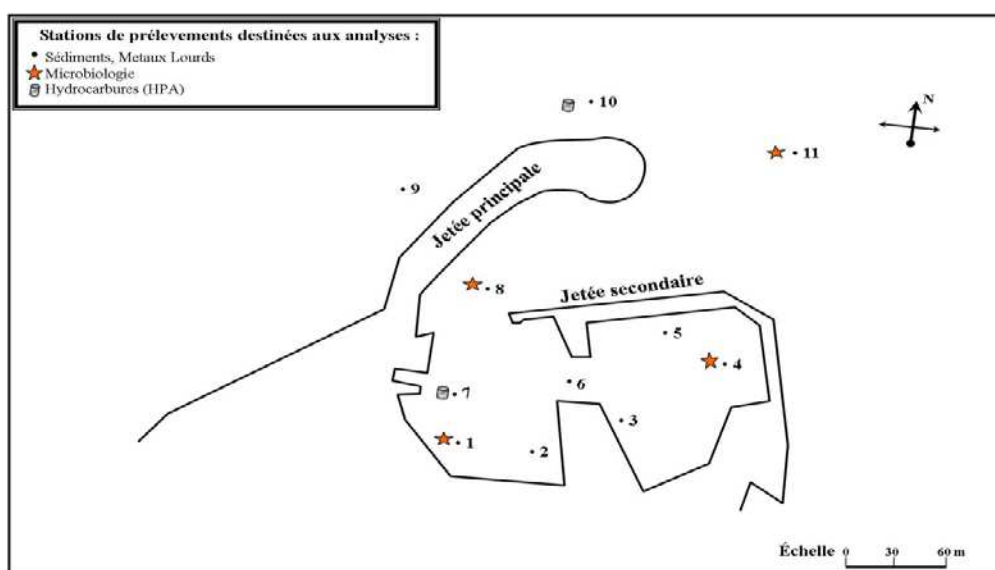 Stations de prélevements destinées aux analyses :
Sédiments, Metaux Lourds
Microbiologie
Hydrocarbures (HPA)
10
N
11
9
Jetée principale
8
Jetée secondaire
5
4
6
7
3
1
2
Échelle 0 30 60 m